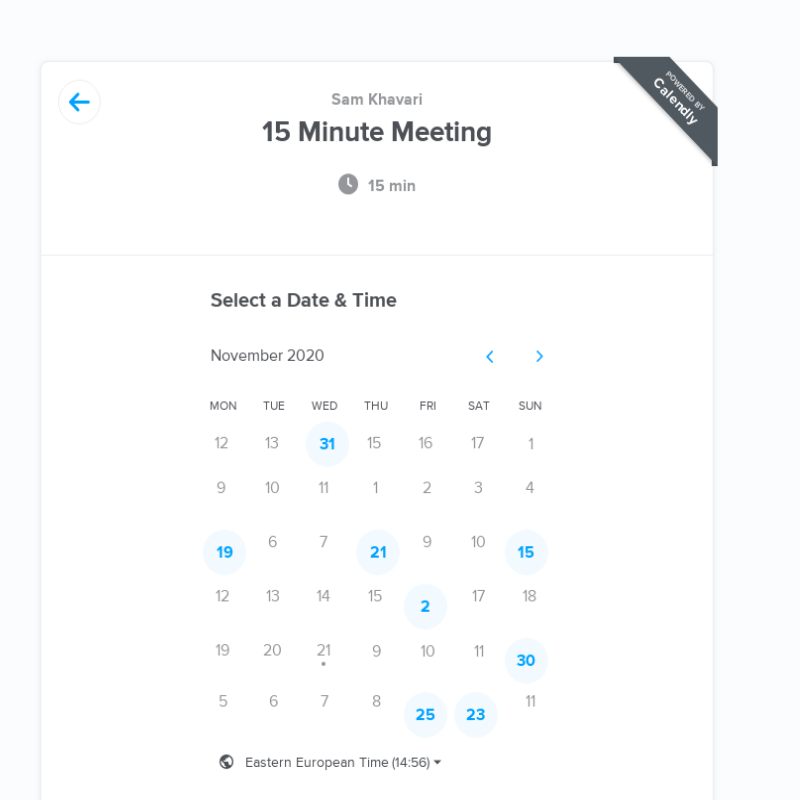 POWERED BY
Calendly
Sam Khavari
15 Minute Meeting
15 min
Select a Date & Time
November 2020
MON TUE WED THU FRI SAT SUN
12 13 31 15 16 17 1
9 10 11 1 2 3 4
19 6 7 21 9 10 15
12 13 14 15 2 17 18
19 20 21 9 10 11 30
5 6 7 8 25 23 11
Eastern European Time (14:56)